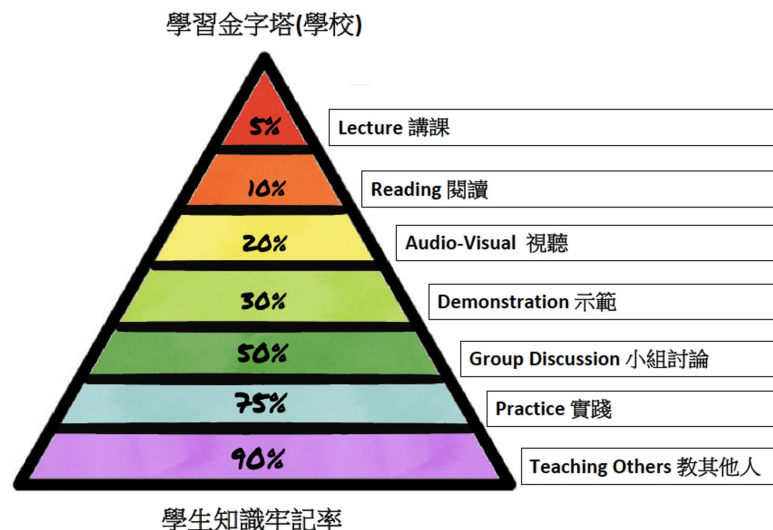 學習金字塔(學校)
5%
Lecture 講課
10%
Reading 閱讀
20%
Audio-Visual 視聽
30%
Demonstration 示範
50%
Group Discussion 小組討論
75%
Practice 實踐
90%
Teaching Others 教其他人
學生知識牢記率